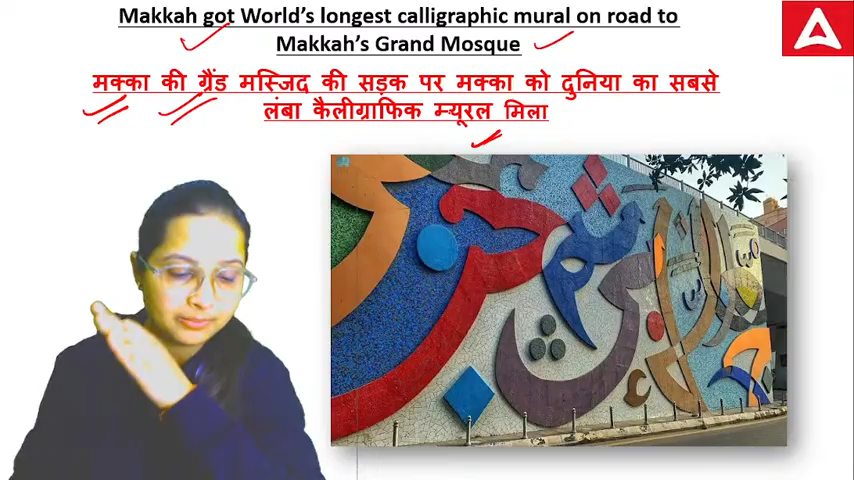 Makkah got World’s longest calligraphic mural on road to
Makkah’s Grand Mosque
मक्का की ग्रैंड मस्जिद की सड़क पर मक्का को दुनिया का सबसे
लंबा कैलीग्राफिक म्यूरल मिला